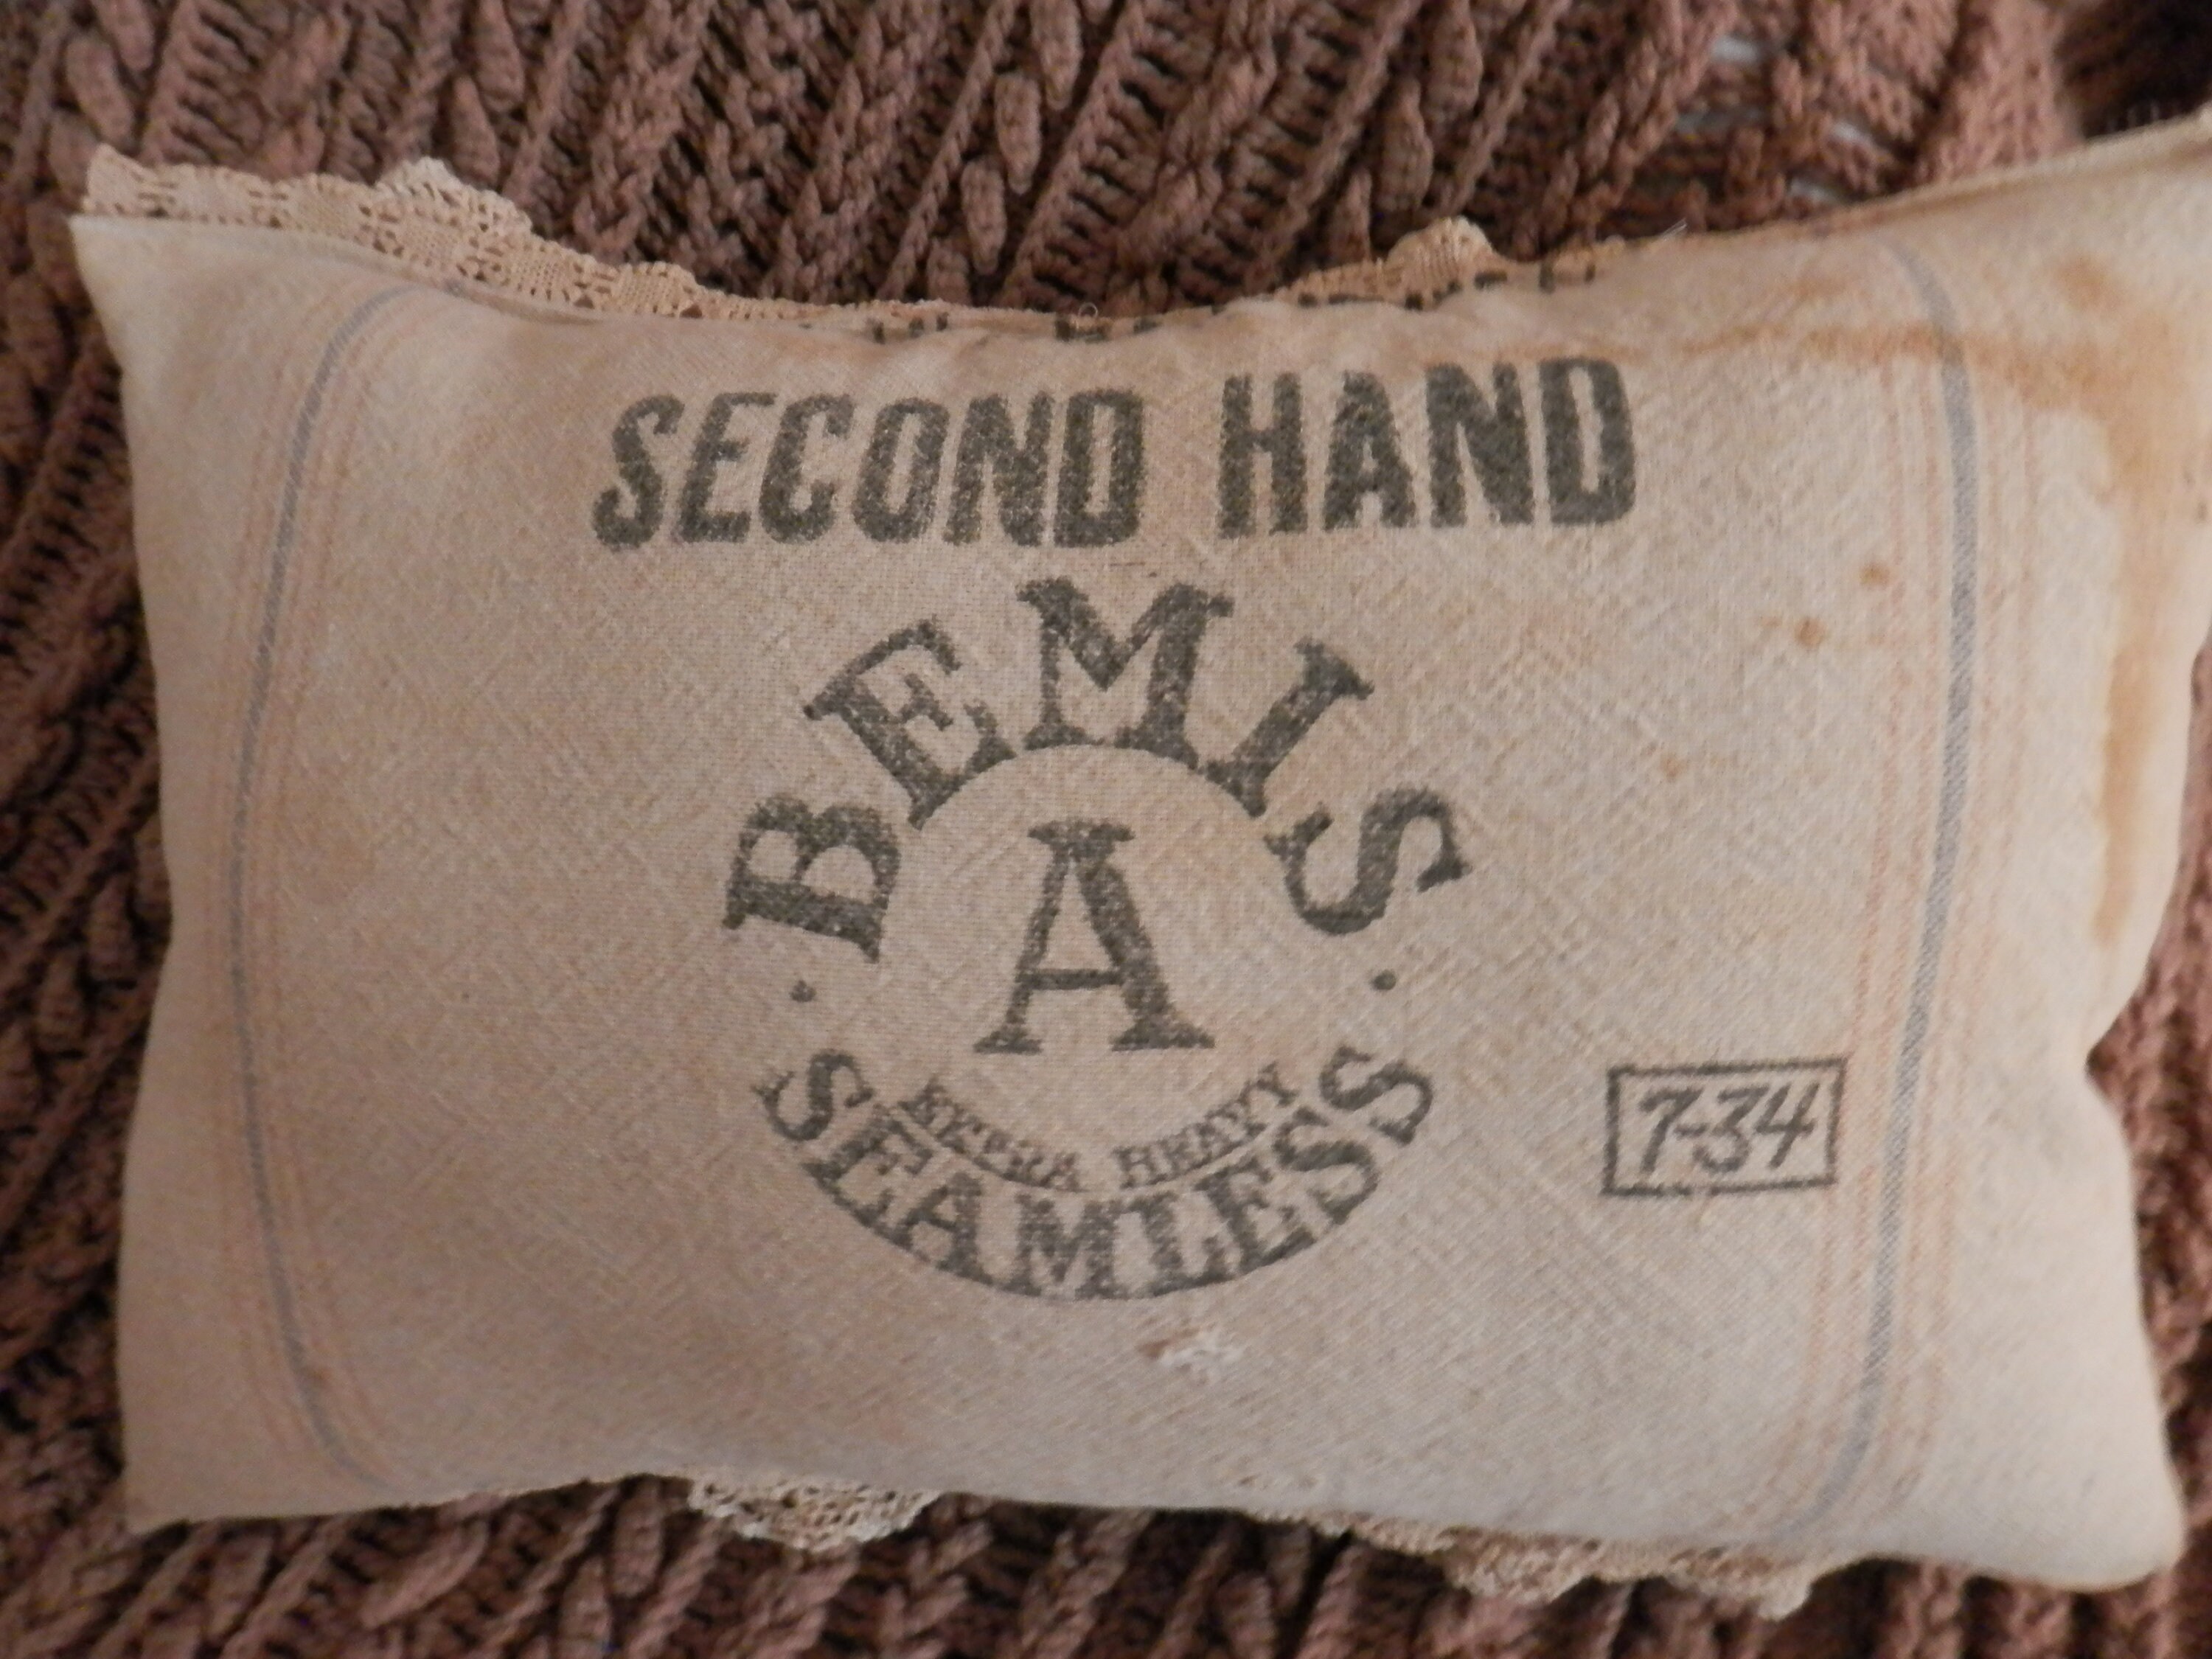 SECOND HAND
BEMIS
A
EXTRA HEAVY
· SEAMLESS ·
7-34